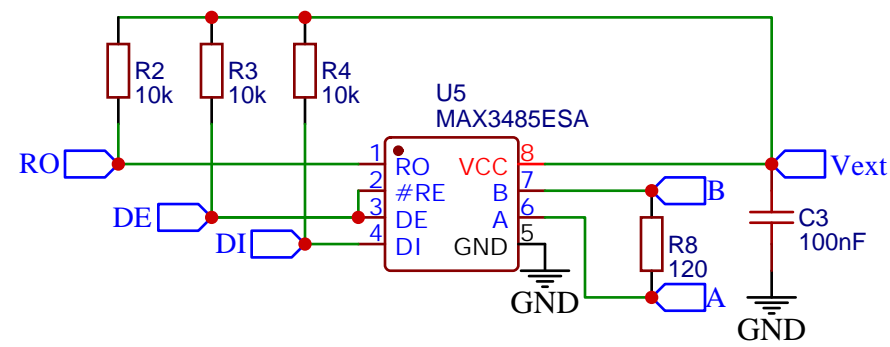 R2
10k
R3
10k
R4
10k
U5
MAX3485ESA
RO
DE
DI
1
RO
2
#RE
3
DE
4
DI
VCC
8
B
7
A
6
GND
5
Vext
B
A
R8
120
C3
100nF
GND
GND